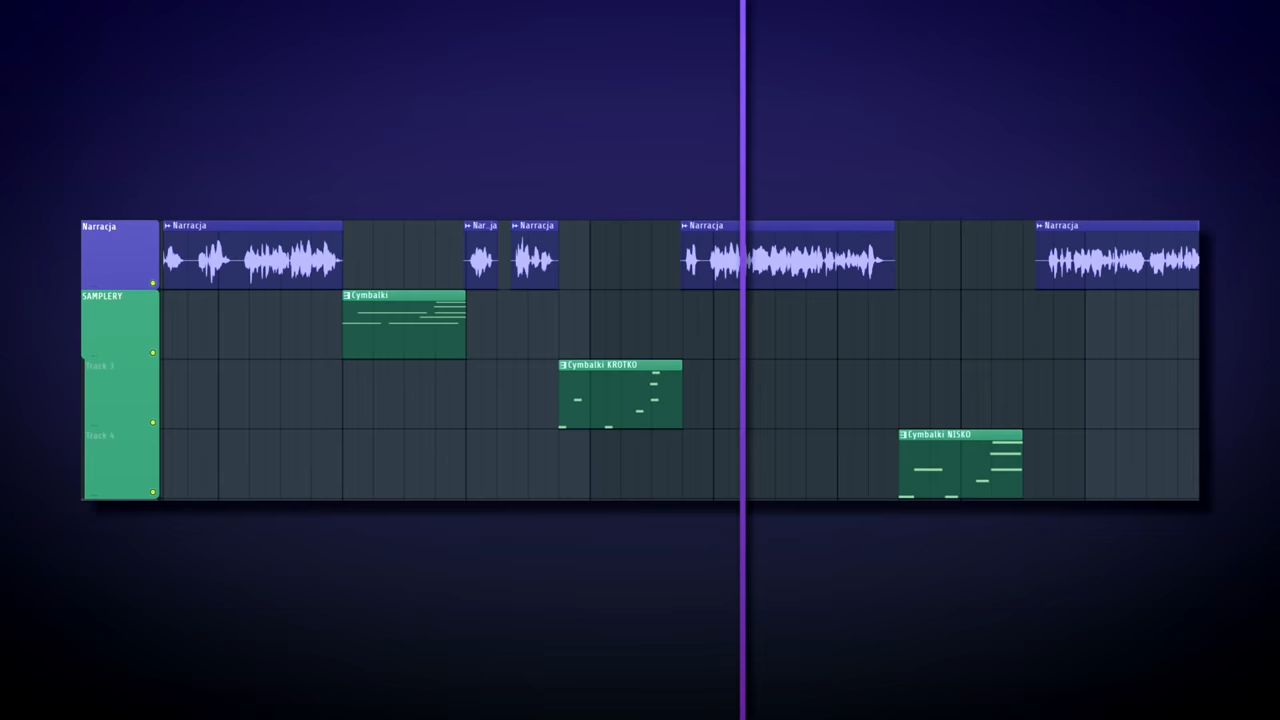 Narracja
Narracja
Nar..ja
Narracja
Narracja
Narracja
SAMPLERY
Cymbalki
Track 3
Cymbalki KROTKO
Track 4
Cymbalki NISKO